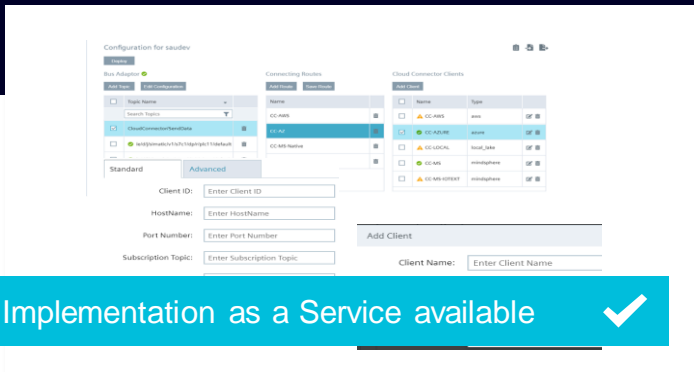 Configuration for saudev
Deploy
Bus Adaptor
Add Topic Edit Configuration
Topic Name
Search Topics
CloudConnector/SendData
Connecting Routes
Add Route Save Route
Name
CC-AWS
CC-AZ
CC-MS-Native
Cloud Connector Clients
Add Client
Name Type
CC-AWS aws
CC-AZURE azure
CC-LOCAL local_lake
CC-MS mindsphere
CC-MS-IOTEXT mindsphere
Standard Advanced
Client ID: Enter Client ID
HostName: Enter HostName
Port Number: Enter Port Number
Subscription Topic: Enter Subscription Topic
Add Client
Client Name: Enter Client Name
Implementation as a Service available